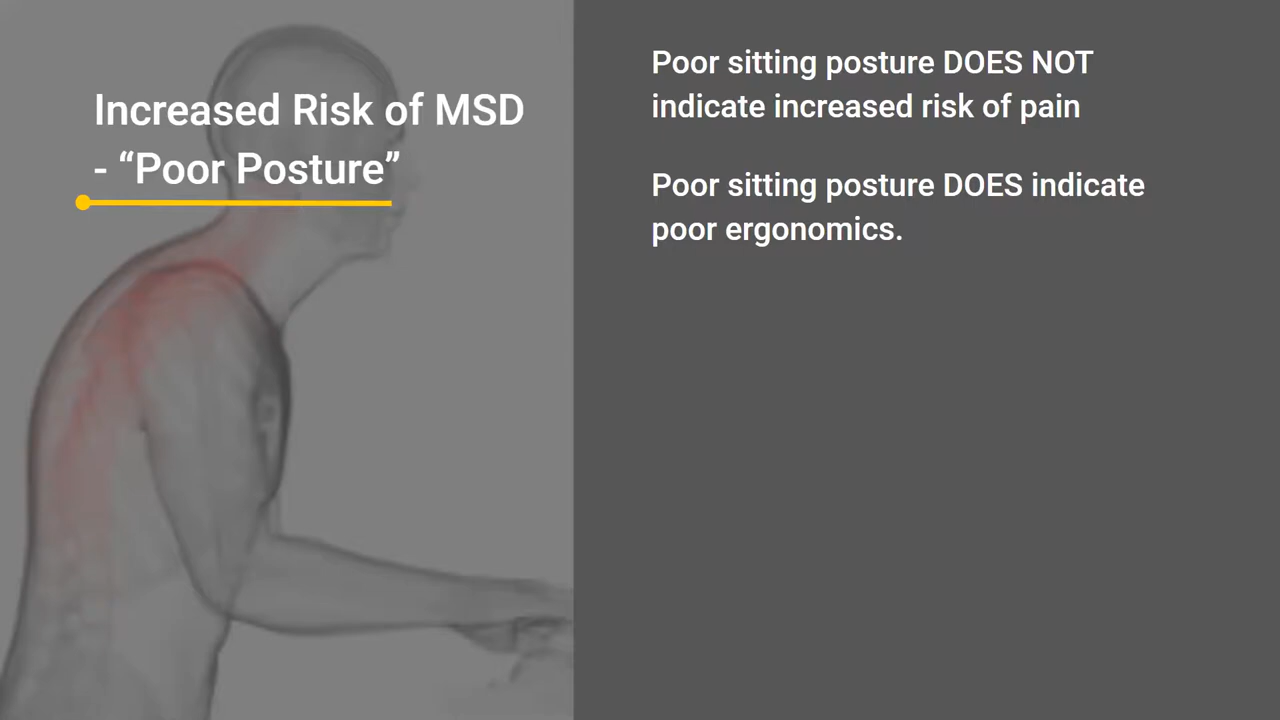 Increased Risk of MSD
- “Poor Posture”
Poor sitting posture DOES NOT
indicate increased risk of pain
Poor sitting posture DOES indicate
poor ergonomics.